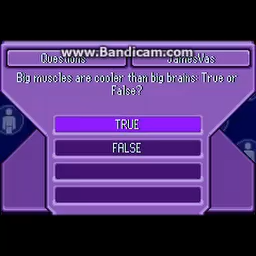 www.Bandicam.com
Questions JamesVas
Big muscles are cooler than big brains: True or
False?
TRUE
FALSE